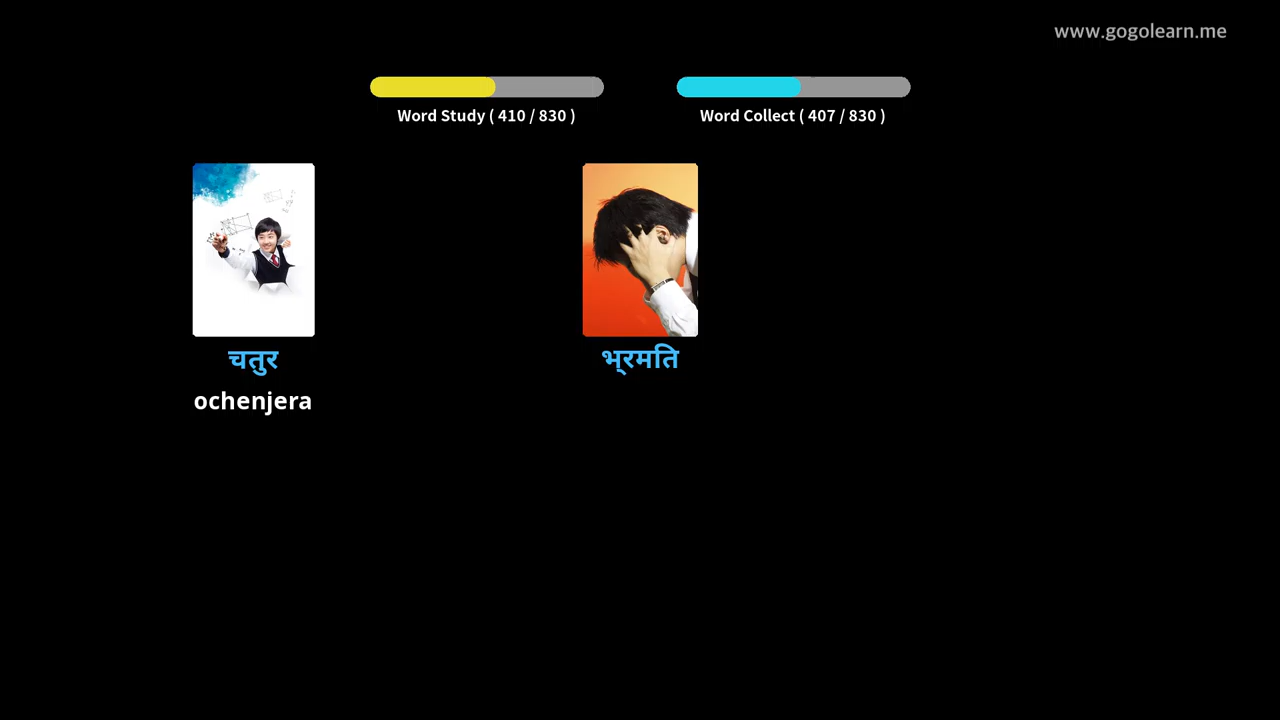 www.gogolearn.me
Word Study ( 410 / 830 )
Word Collect ( 407 / 830 )
चतुर
भ्रमति
ochenjera